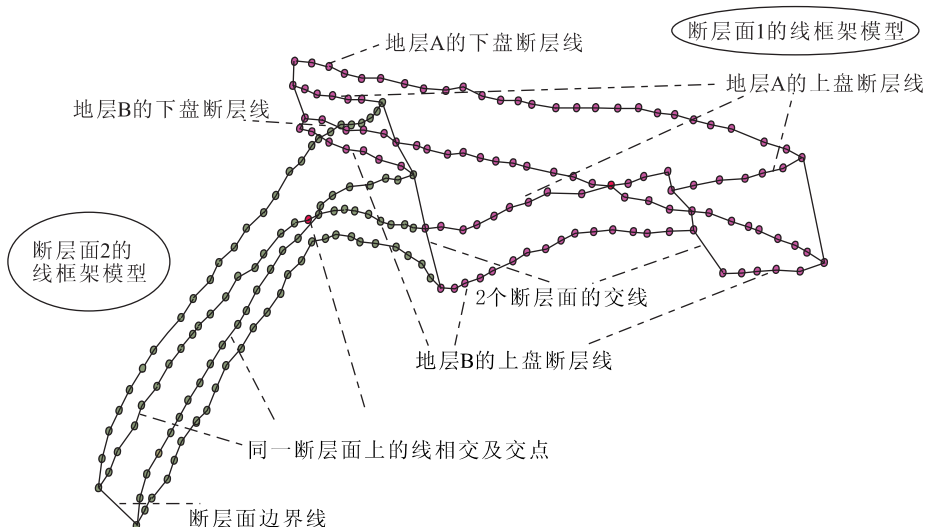 地层A的下盘断层线
断层面1的线框架模型
地层A的上盘断层线
地层B的下盘断层线
断层面2的
线框架模型
2个断层面的交线
地层B的上盘断层线
同一断层面上的线相交及交点
断层面边界线